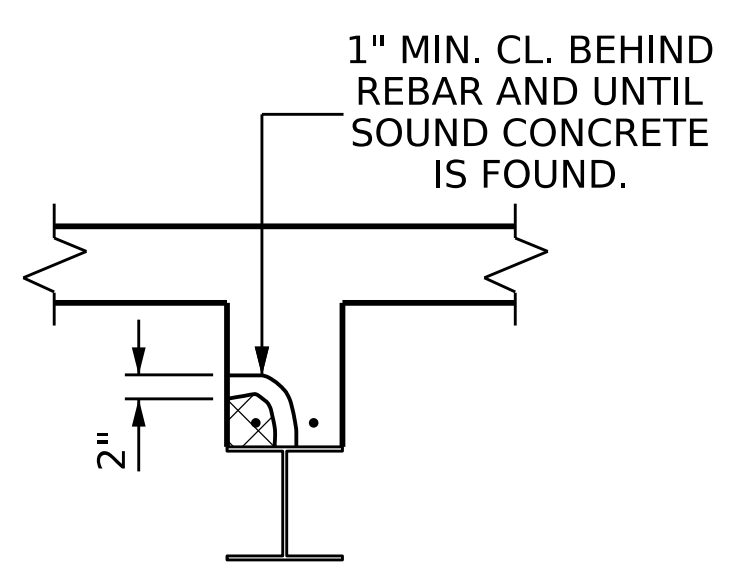 1" MIN. CL. BEHIND
REBAR AND UNTIL
SOUND CONCRETE
IS FOUND.
2"